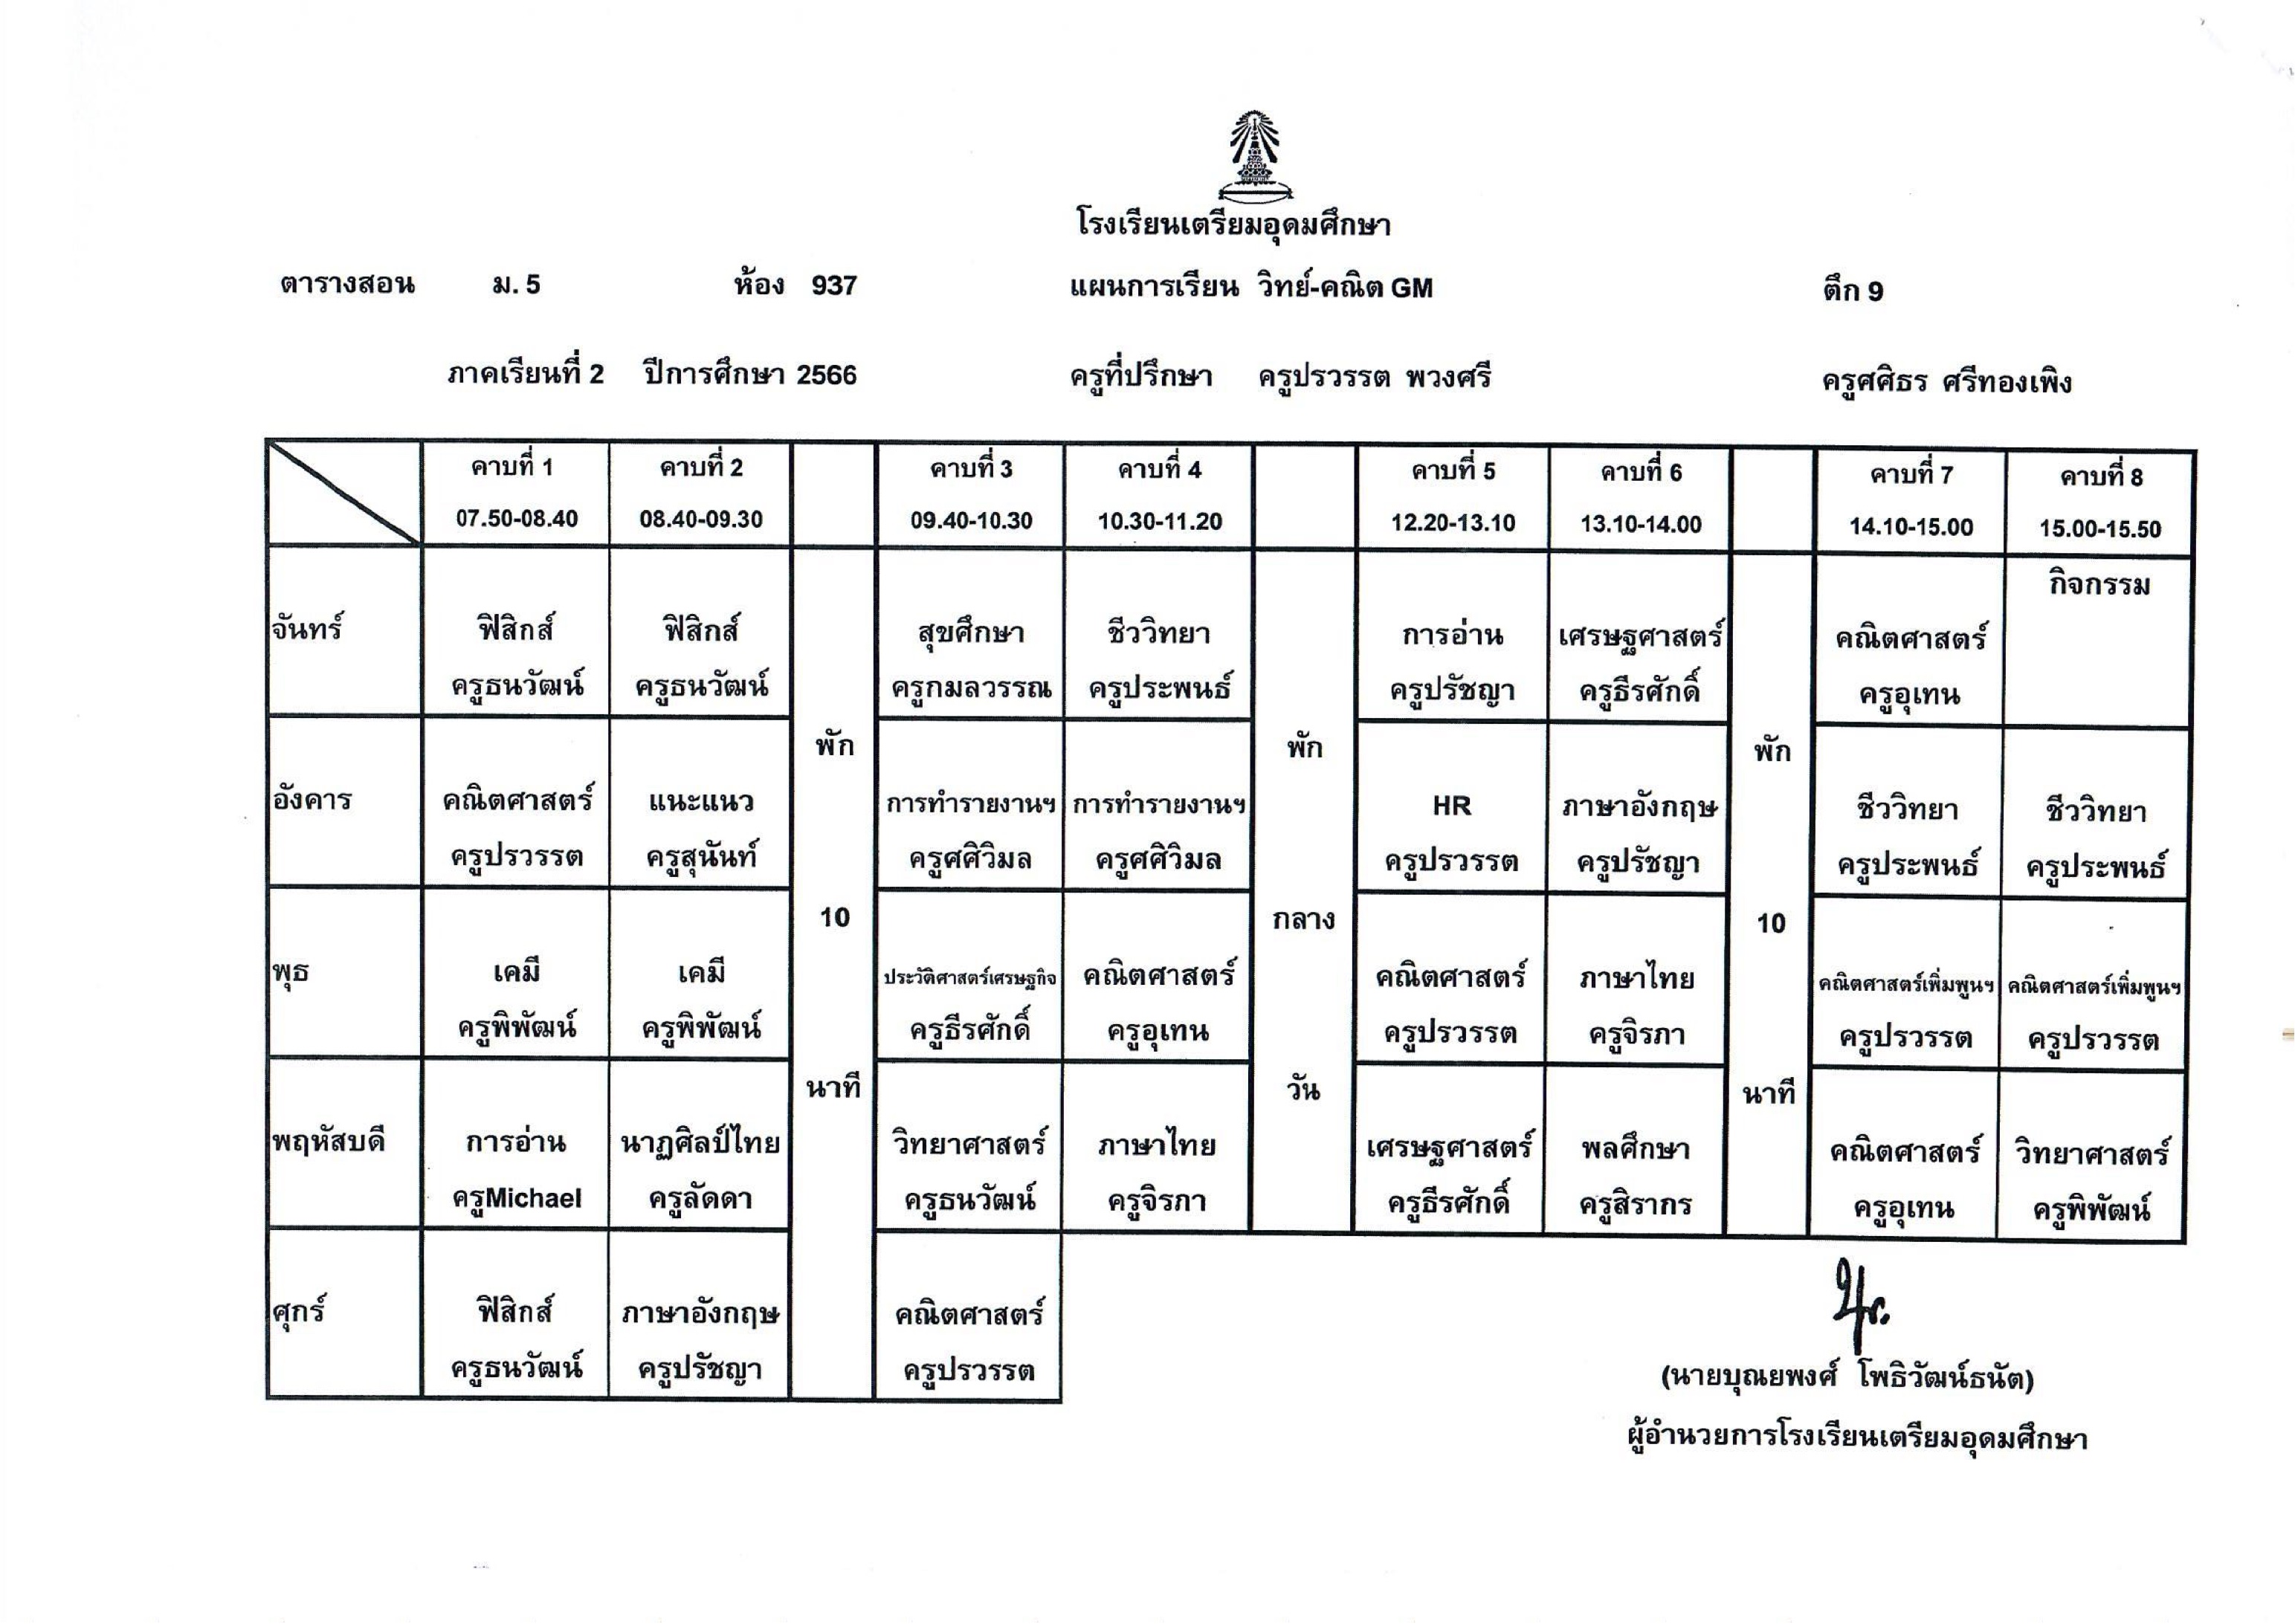 โรงเรียนเตรียมอุดมศึกษา
ตารางสอน ม. 5 ห้อง 937 แผนการเรียน วิทย์-คณิต GM ตึก 9
ภาคเรียนที่ 2 ปีการศึกษา 2566 ครูที่ปรึกษา ครูปรวรรต พวงศรี ครูศศิธร ศรีทองเพิง
คาบที่ 1 คาบที่ 2 คาบที่ 3 คาบที่ 4 คาบที่ 5 คาบที่ 6 คาบที่ 7 คาบที่ 8
07.50-08.40 08.40-09.30 09.40-10.30 10.30-11.20 12.20-13.10 13.10-14.00 14.10-15.00 15.00-15.50
กิจกรรม
จันทร์ ฟิสิกส์ ฟิสิกส์ สุขศึกษา ชีววิทยา การอ่าน เศรษฐศาสตร์ คณิตศาสตร์
ครูธนวัฒน์ ครูธนวัฒน์ ครูกมลวรรณ ครูประพนธ์ ครูปรัชญา ครูธีรศักดิ์ ครูอุเทน
พัก พัก พัก
อังคาร คณิตศาสตร์ แนะแนว การทำรายงานฯ การทำรายงานฯ HR ภาษาอังกฤษ ชีววิทยา ชีววิทยา
ครูปรวรรต ครูสุนันท์ ครูศศิวิมล ครูศศิวิมล ครูปรวรรต ครูปรัชญา ครูประพนธ์ ครูประพนธ์
10 กลาง 10
พุธ เคมี เคมี ประวัติศาสตร์เศรษฐกิจ คณิตศาสตร์ คณิตศาสตร์ ภาษาไทย คณิตศาสตร์เพิ่มพูนฯ คณิตศาสตร์เพิ่มพูนฯ
ครูพิพัฒน์ ครูพิพัฒน์ ครูธีรศักดิ์ ครูอุเทน ครูปรวรรต ครูจิรภา ครูปรวรรต ครูปรวรรต
นาที วัน นาที
พฤหัสบดี การอ่าน นาฏศิลป์ไทย วิทยาศาสตร์ ภาษาไทย เศรษฐศาสตร์ พลศึกษา คณิตศาสตร์ วิทยาศาสตร์
ครูMichael ครูลัดดา ครูธนวัฒน์ ครูจิรภา ครูธีรศักดิ์ ครูสิรากร ครูอุเทน ครูพิพัฒน์
ศุกร์ ฟิสิกส์ ภาษาอังกฤษ คณิตศาสตร์
ครูธนวัฒน์ ครูปรัชญา ครูปรวรรต
(นายบุณยพงศ์ โพธิวัฒน์ธนัต)
ผู้อำนวยการโรงเรียนเตรียมอุดมศึกษา